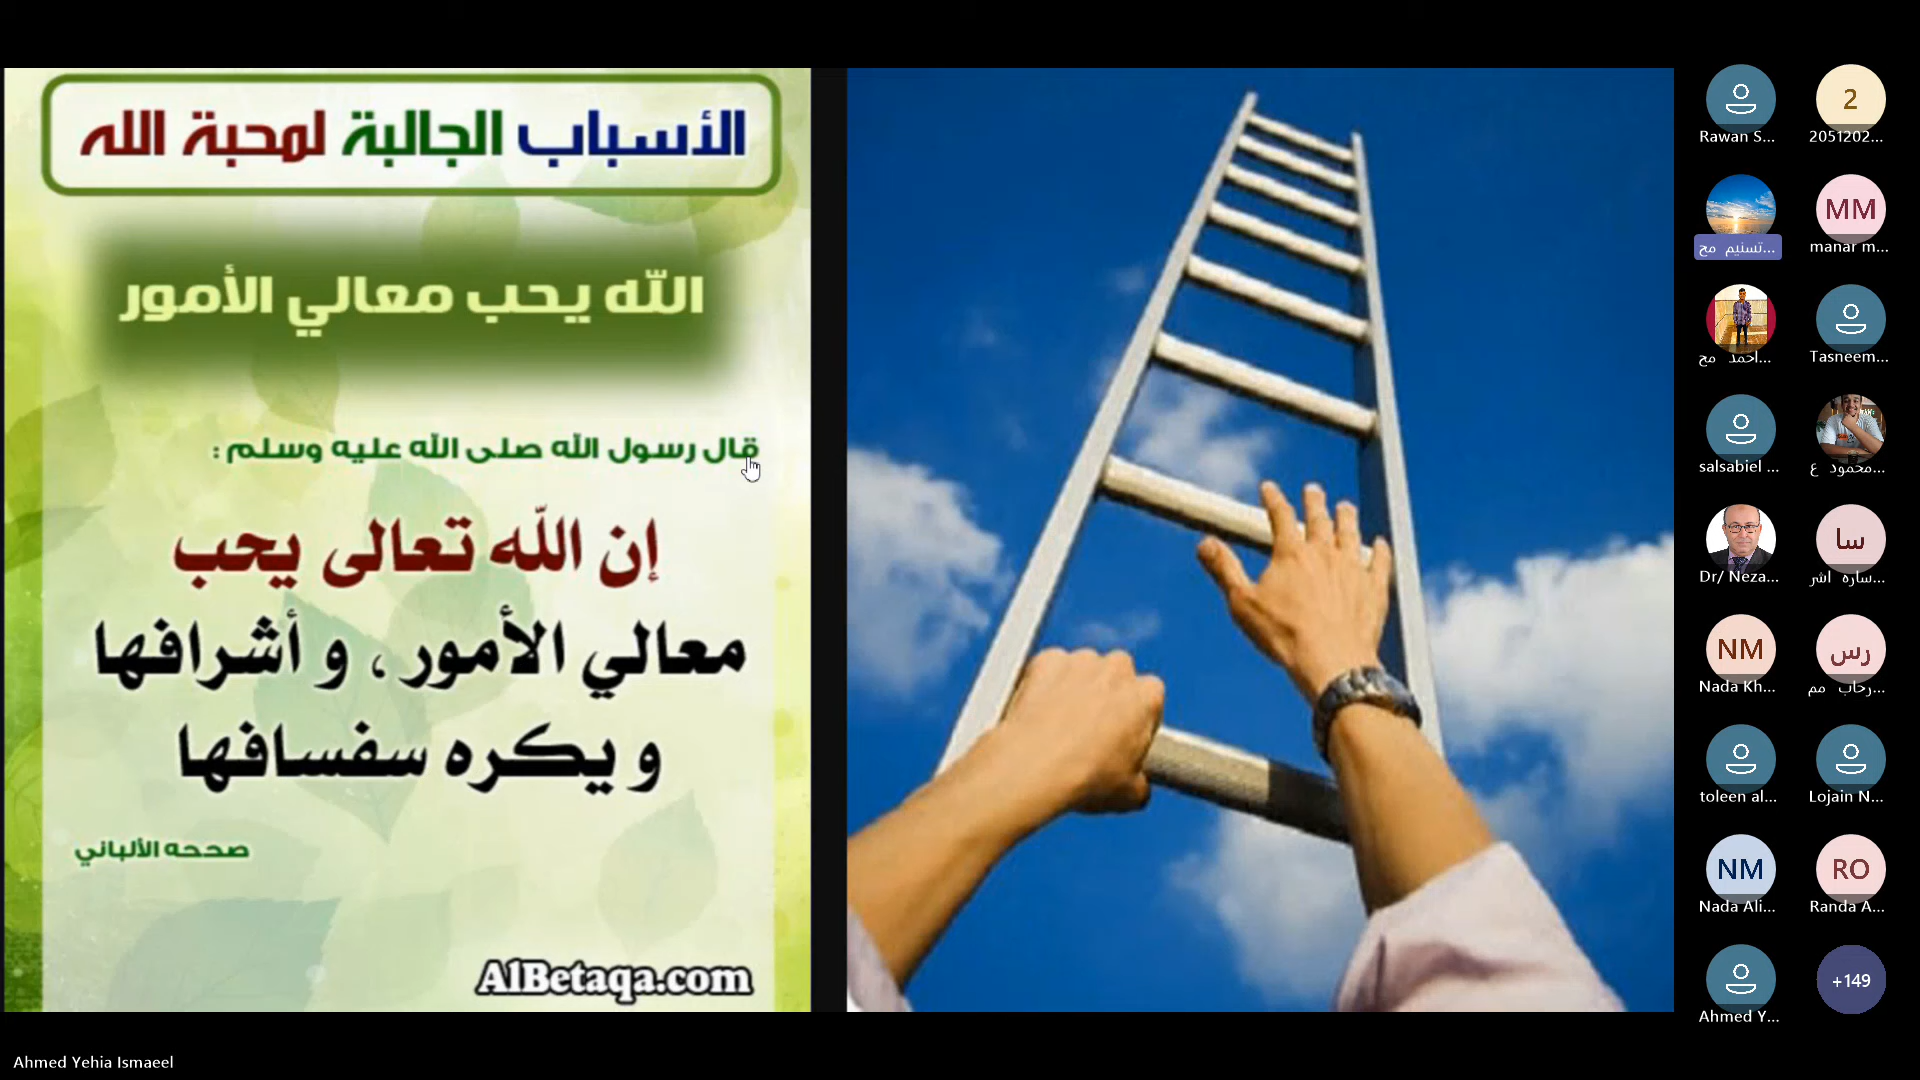 الأسباب الجالبة لمحبة الله
الله يحب معالي الأمور
قال رسول الله صلى الله عليه وسلم :
إن الله تعالى يحب
معالي الأمور ، و أشرافها
و يكره سفسافها
صححه الألباني
AlBetaqa.com
Rawan S...
2
2051202...
تسنيم مح...
MM
manar m...
احمد مح...
Tasneem...
salsabiel ...
محمود ع...
Dr/ Neza...
سا
ساره اشر...
NM
Nada Kh...
رس
رحاب مم...
toleen al...
Lojain N...
NM
Nada Ali...
RO
Randa A...
Ahmed Y...
+149
Ahmed Yehia Ismaeel